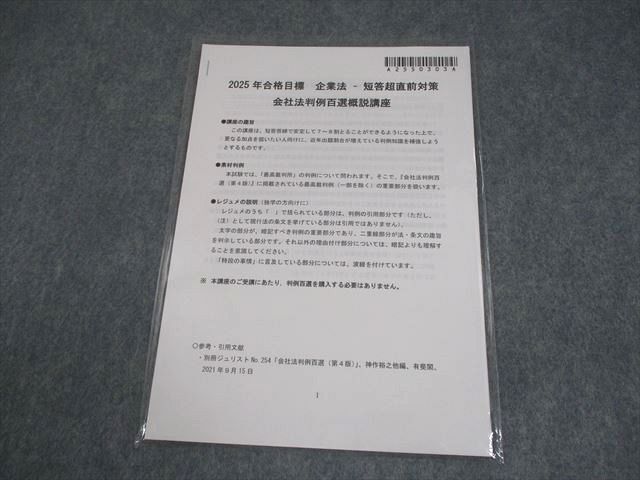 A2550303A
2025年合格目標 企業法 - 短答超直前対策
会社法判例百選概説講座
●講座の趣旨
この講座は、短答答練で安定して7~8割とることができるようになった上で、
更なる加点を狙いたい人向けに、近年出題割合が増えている判例知識を補強しよう
とするものです。
●素材判例
本試験では、「最高裁判所」の判例について問われます。そこで、『会社法判例百
選(第4版)』に掲載されている最高裁判例(一部を除く)の重要部分を扱います。
●レジュメの説明(独学の方向けに)
レジュメのうち「 」で括られている部分は、判例の引用部分です(ただし、
(注)として現行法の条文を挙げている部分は引用ではありません)。
太字の部分が、暗記すべき判例の重要部分であり、二重線部分が法・条文の趣旨
を判示している部分です。それ以外の理由付け部分については、暗記よりも理解す
ることを意識してください。
「特段の事情」に言及している部分については、波線を付けています。
※ 本講座のご受講にあたり、判例百選を購入する必要はありません。
○参考・引用文献
・別冊ジュリストNo.254「会社法判例百選(第4版)」、神作裕之他編、有斐閣、
2021年9月15日
1